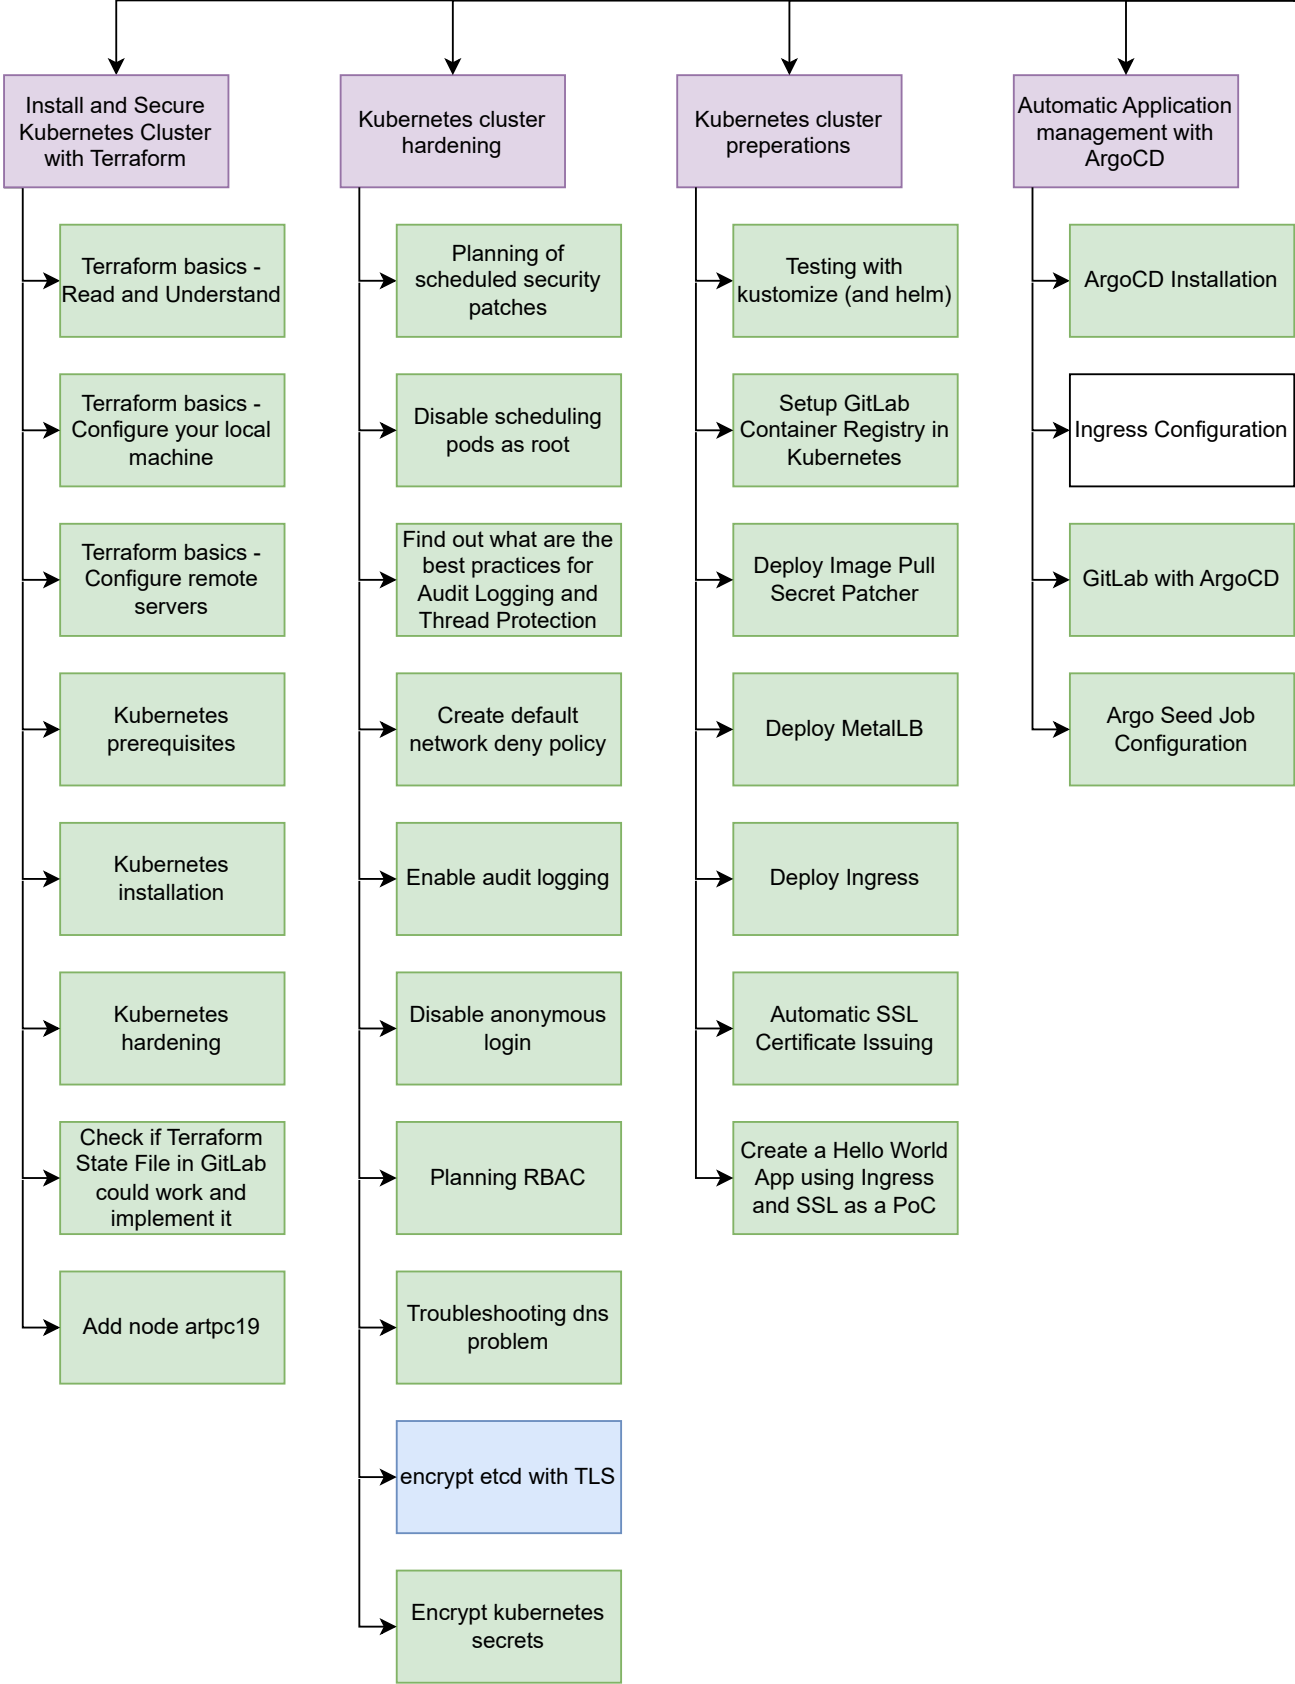 Install and Secure
Kubernetes Cluster
with Terraform
Terraform basics -
Read and Understand
Terraform basics -
Configure your local
machine
Terraform basics -
Configure remote
servers
Kubernetes
prerequisites
Kubernetes
installation
Kubernetes
hardening
Check if Terraform
State File in GitLab
could work and
implement it
Add node artpc19
Kubernetes cluster
hardening
Planning of
scheduled security
patches
Disable scheduling
pods as root
Find out what are the
best practices for
Audit Logging and
Thread Protection
Create default
network deny policy
Enable audit logging
Disable anonymous
login
Planning RBAC
Troubleshooting dns
problem
encrypt etcd with TLS
Encrypt kubernetes
secrets
Kubernetes cluster
preperations
Testing with
kustomize (and helm)
Setup GitLab
Container Registry in
Kubernetes
Deploy Image Pull
Secret Patcher
Deploy MetalLB
Deploy Ingress
Automatic SSL
Certificate Issuing
Create a Hello World
App using Ingress
and SSL as a PoC
Automatic Application
management with
ArgoCD
ArgoCD Installation
Ingress Configuration
GitLab with ArgoCD
Argo Seed Job
Configuration